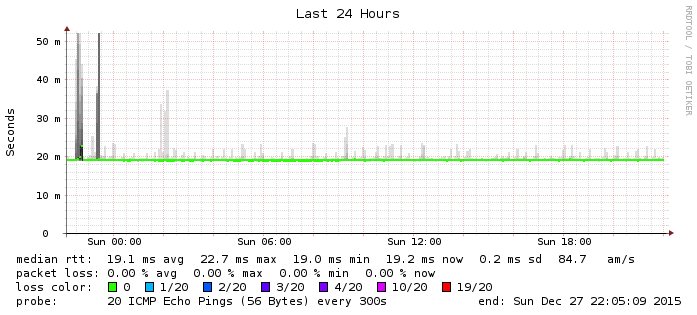 Last 24 Hours
RRDTOOL / TOBI OETIKER
Seconds
50 m
40 m
30 m
20 m
10 m
0
Sun 00:00 Sun 06:00 Sun 12:00 Sun 18:00
median rtt: 19.1 ms avg 22.7 ms max 19.0 ms min 19.2 ms now 0.2 ms sd 84.7 am/s
packet loss: 0.00 % avg 0.00 % max 0.00 % min 0.00 % now
loss color: 0 1/20 2/20 3/20 4/20 10/20 19/20
probe: 20 ICMP Echo Pings (56 Bytes) every 300s end: Sun Dec 27 22:05:09 2015